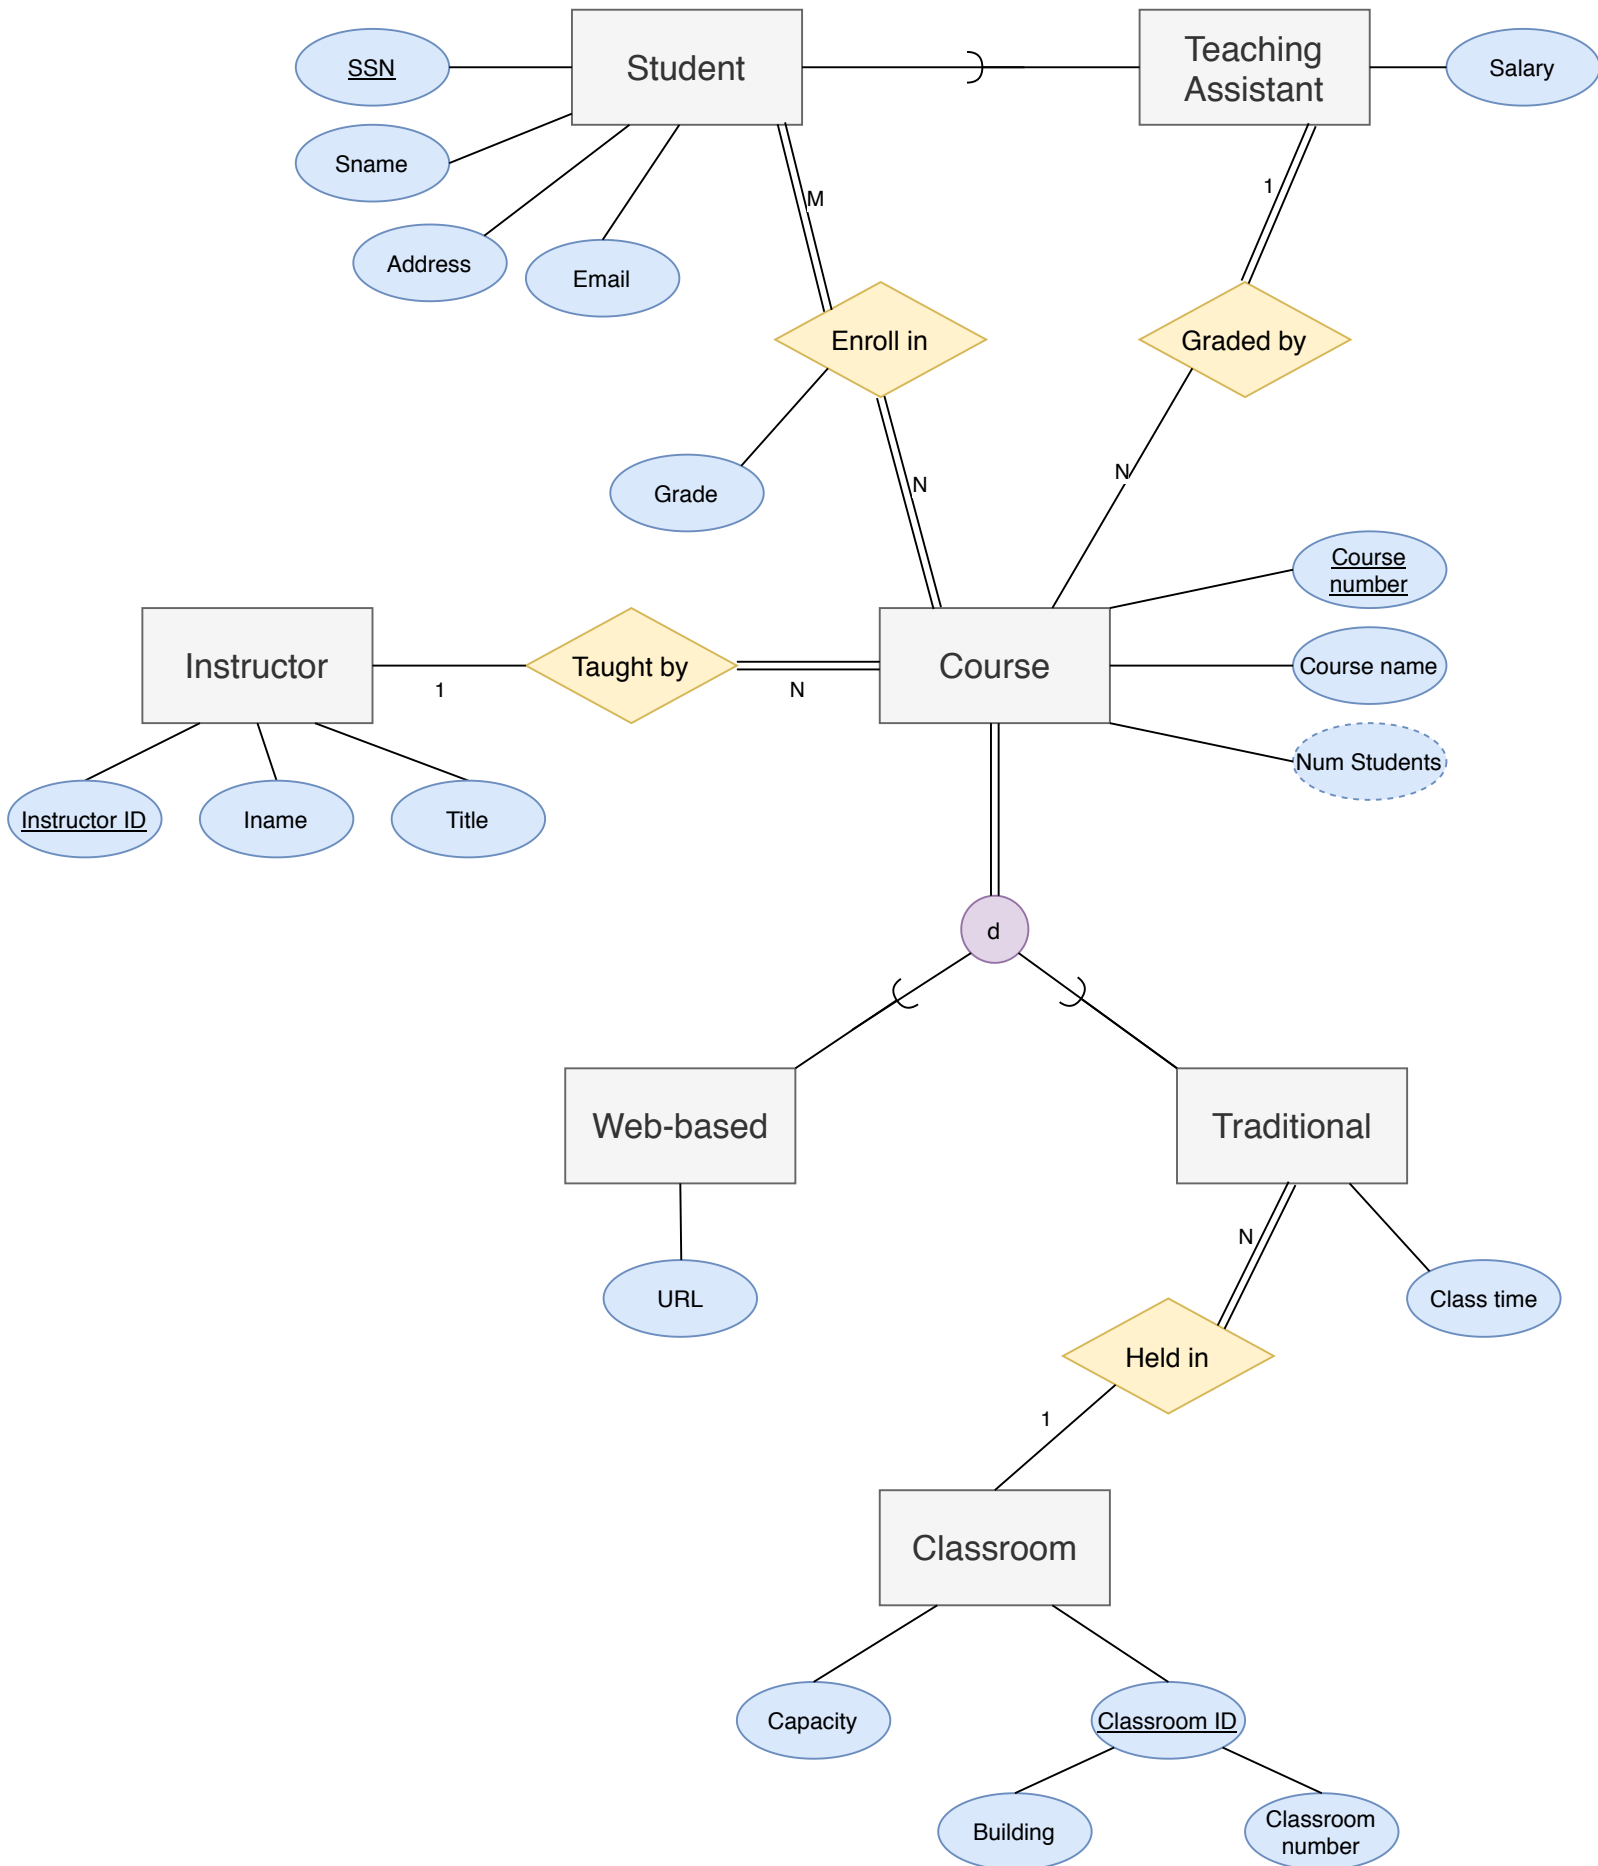 SSN
Student
Teaching
Assistant
Salary
Sname
M
1
Address
Email
Enroll in
Graded by
Grade
N
N
Course
number
Instructor
1
Taught by
N
Course
Course name
Num Students
Instructor ID
Iname
Title
d
Web-based
Traditional
N
URL
Class time
Held in
1
Classroom
Capacity
Classroom ID
Building
Classroom
number